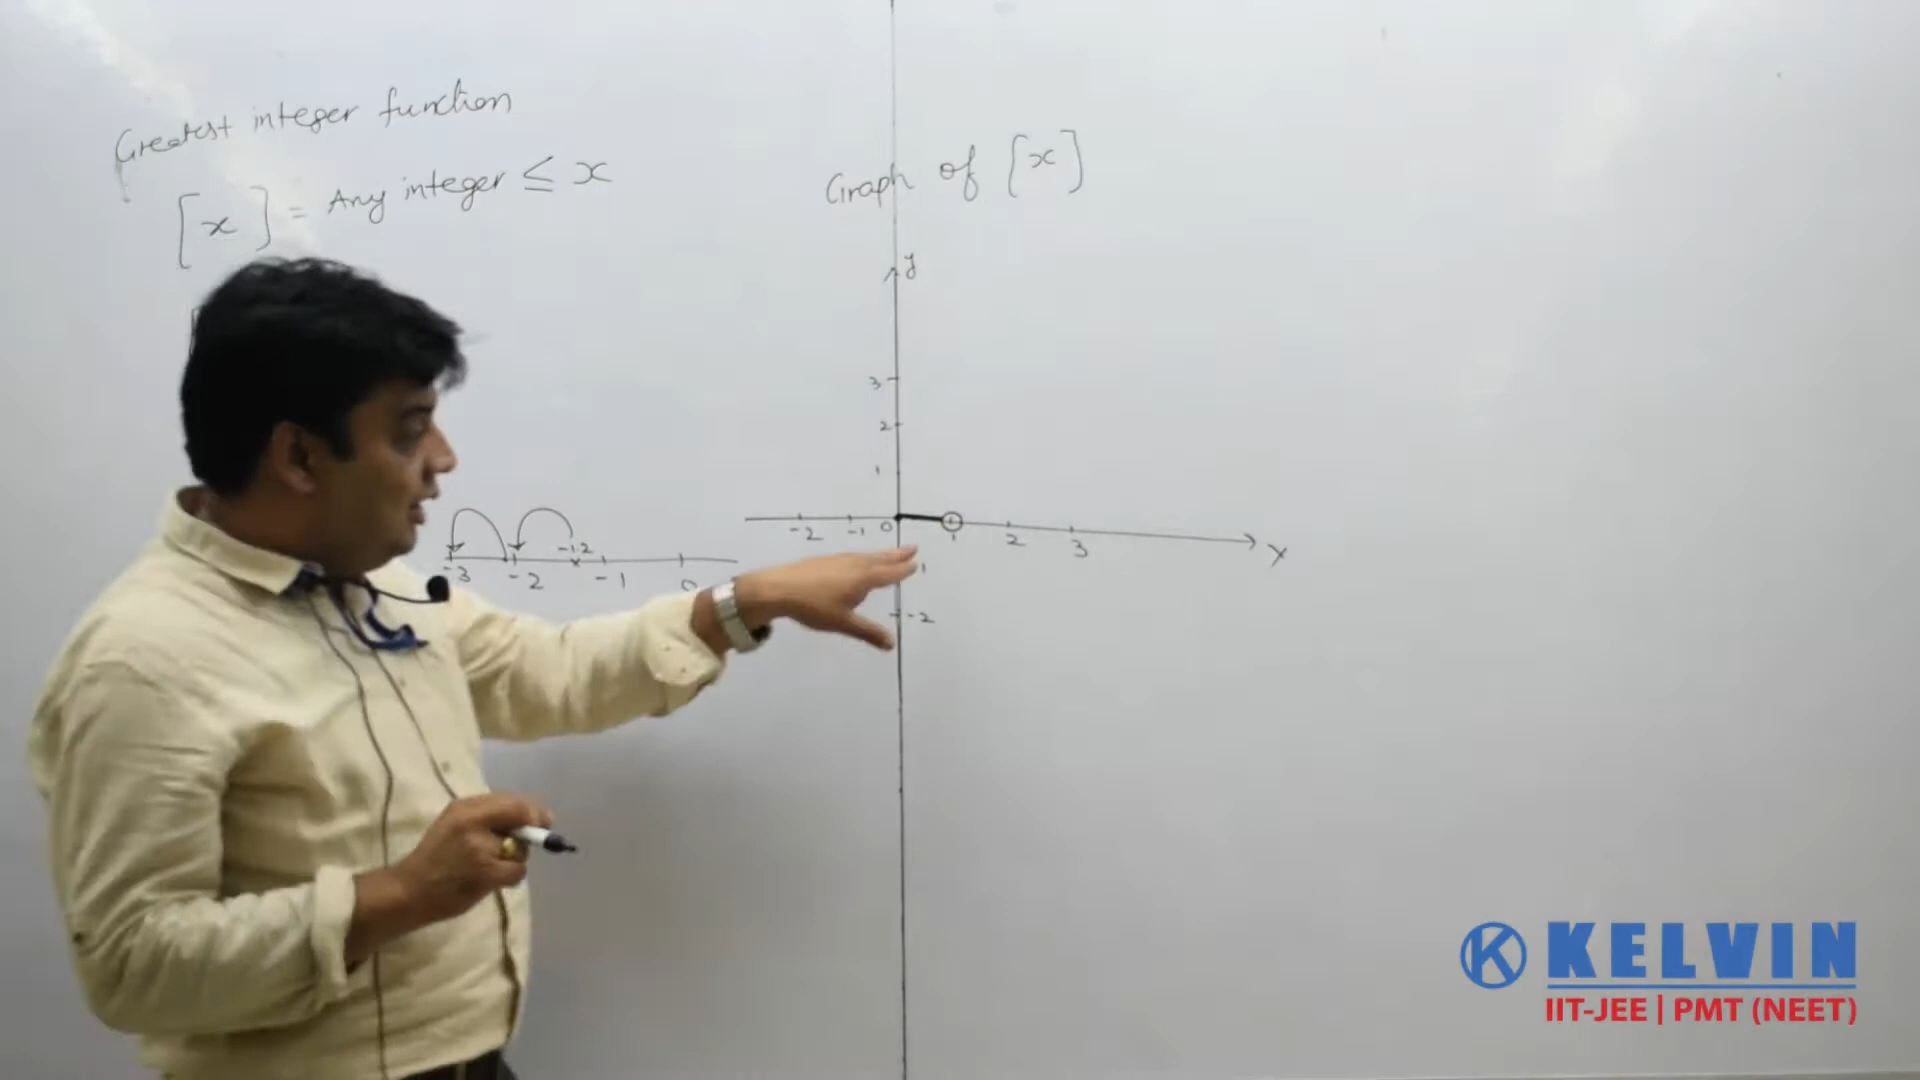 Greatest integer function
[x] = Any integer ≤ x
Graph of [x]
y
3
2
1
-2 -1 0 1 2 3 X
-1.2
-3 -2 -1 0
1
-2
KELVIN
IIT-JEE | PMT (NEET)